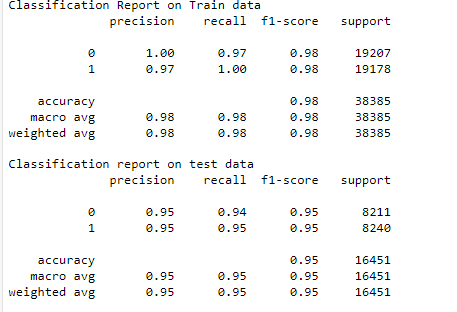 Classification Report on Train data
precision recall f1-score support
0 1.00 0.97 0.98 19207
1 0.97 1.00 0.98 19178
accuracy 0.98 38385
macro avg 0.98 0.98 0.98 38385
weighted avg 0.98 0.98 0.98 38385
Classification report on test data
precision recall f1-score support
0 0.95 0.94 0.95 8211
1 0.95 0.95 0.95 8240
accuracy 0.95 16451
macro avg 0.95 0.95 0.95 16451
weighted avg 0.95 0.95 0.95 16451